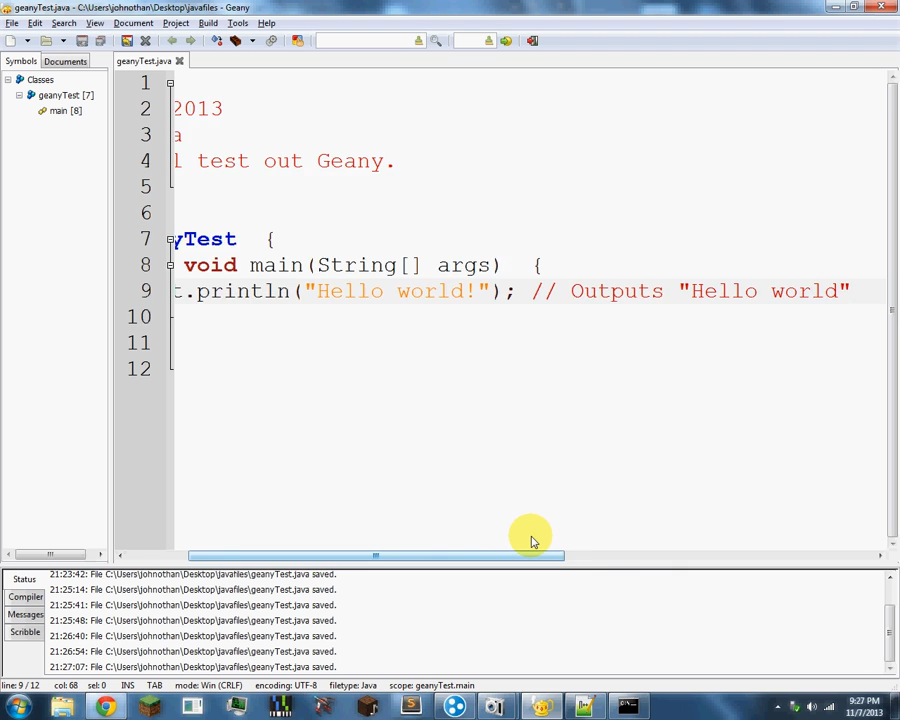 geanyTest.java - C:\Users\johnothan\Desktop\javafiles - Geany
File Edit Search View Document Project Build Tools Help
Symbols Documents
geanyTest.java
Classes
geanyTest [7]
main [8]
1
2 2013
3 a
4 l test out Geany.
5
6
7 yTest {
8 void main(String[] args) {
9 t.println("Hello world!"); // Outputs "Hello world"
10
11
12
Status
Compiler
Messages
Scribble
21:23:42: File C:\Users\johnothan\Desktop\javafiles\geanyTest.java saved.
21:25:14: File C:\Users\johnothan\Desktop\javafiles\geanyTest.java saved.
21:25:41: File C:\Users\johnothan\Desktop\javafiles\geanyTest.java saved.
21:25:48: File C:\Users\johnothan\Desktop\javafiles\geanyTest.java saved.
21:26:40: File C:\Users\johnothan\Desktop\javafiles\geanyTest.java saved.
21:26:54: File C:\Users\johnothan\Desktop\javafiles\geanyTest.java saved.
21:27:07: File C:\Users\johnothan\Desktop\javafiles\geanyTest.java saved.
line: 9 / 12 col: 68 sel: 0 INS TAB mode: Win (CRLF) encoding: UTF-8 filetype: Java scope: geanyTest.main
9:27 PM
11/7/2013